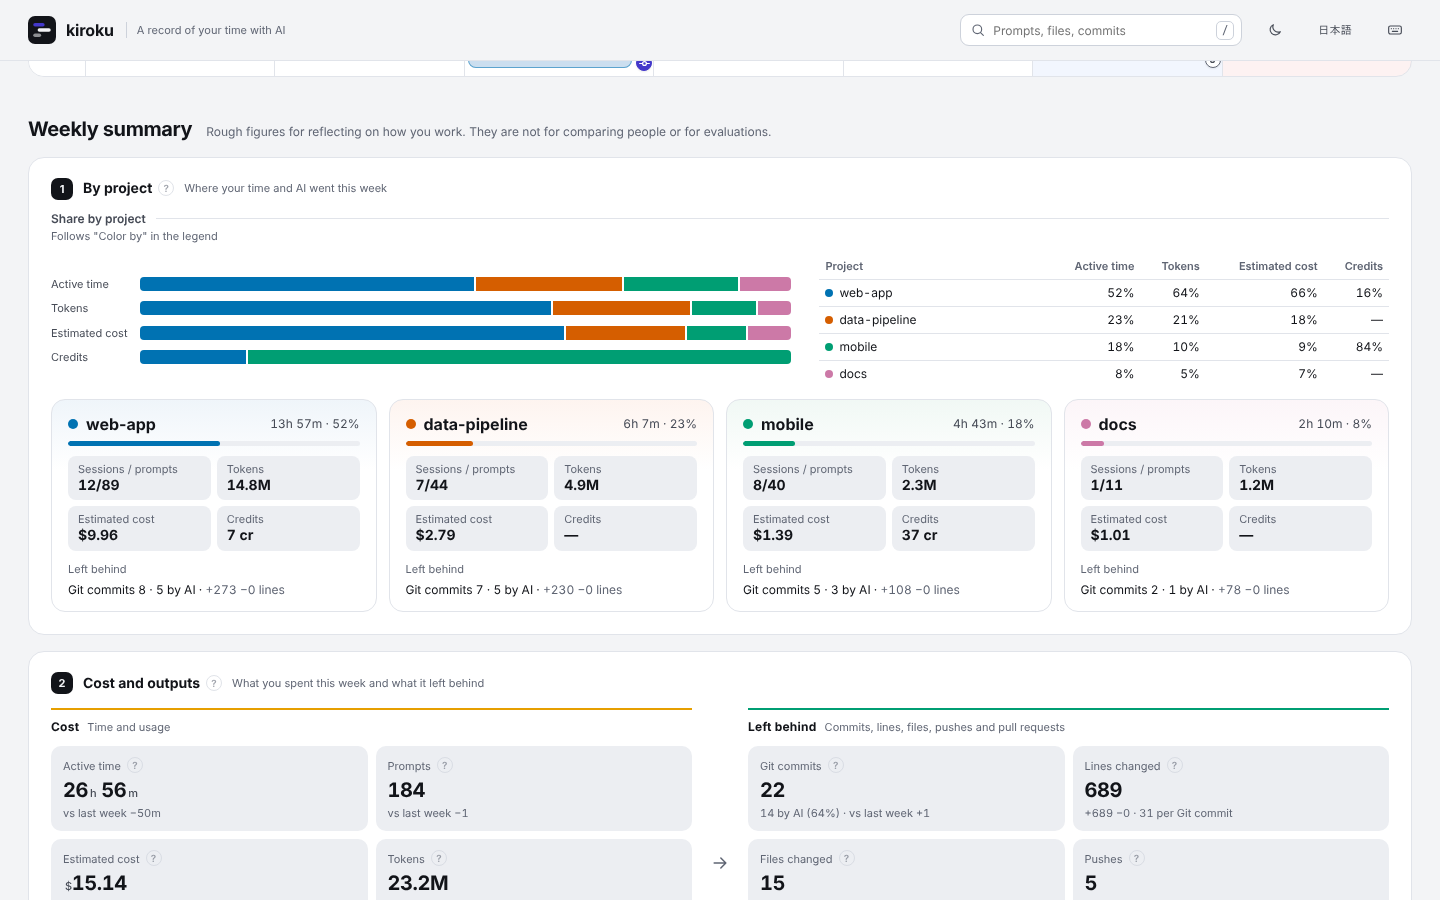 kiroku
A record of your time with AI
Prompts, files, commits
/
日本語
Weekly summary
Rough figures for reflecting on how you work. They are not for comparing people or for evaluations.
1 By project ? Where your time and AI went this week
Share by project
Follows "Color by" in the legend
Active time
Tokens
Estimated cost
Credits
Project Active time Tokens Estimated cost Credits
web-app 52% 64% 66% 16%
data-pipeline 23% 21% 18% —
mobile 18% 10% 9% 84%
docs 8% 5% 7% —
web-app 13h 57m · 52%
Sessions / prompts
12/89
Tokens
14.8M
Estimated cost
$9.96
Credits
7 cr
Left behind
Git commits 8 · 5 by AI · +273 −0 lines
data-pipeline 6h 7m · 23%
Sessions / prompts
7/44
Tokens
4.9M
Estimated cost
$2.79
Credits
—
Left behind
Git commits 7 · 5 by AI · +230 −0 lines
mobile 4h 43m · 18%
Sessions / prompts
8/40
Tokens
2.3M
Estimated cost
$1.39
Credits
37 cr
Left behind
Git commits 5 · 3 by AI · +108 −0 lines
docs 2h 10m · 8%
Sessions / prompts
1/11
Tokens
1.2M
Estimated cost
$1.01
Credits
—
Left behind
Git commits 2 · 1 by AI · +78 −0 lines
2 Cost and outputs ? What you spent this week and what it left behind
Cost Time and usage
Active time ?
26h 56m
vs last week −50m
Prompts ?
184
vs last week −1
Estimated cost ?
$15.14
Tokens ?
23.2M
Left behind Commits, lines, files, pushes and pull requests
Git commits ?
22
14 by AI (64%) · vs last week +1
Lines changed ?
689
+689 −0 · 31 per Git commit
Files changed ?
15
Pushes ?
5